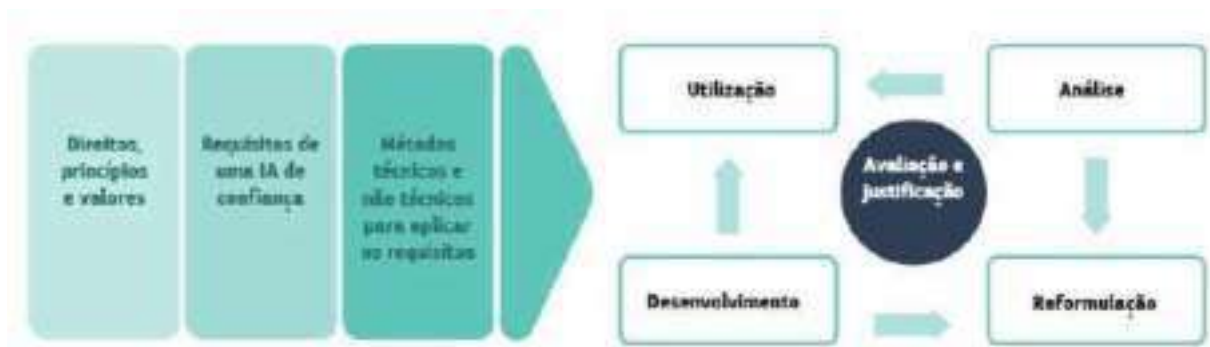 Direitos,
princípios
e valores
Requisitos de
uma IA de
confiança
Métodos
técnicos e
não técnicos
para aplicar
os requisitos
Utilização
Análise
Avaliação e
justificação
Desenvolvimento
Reformulação